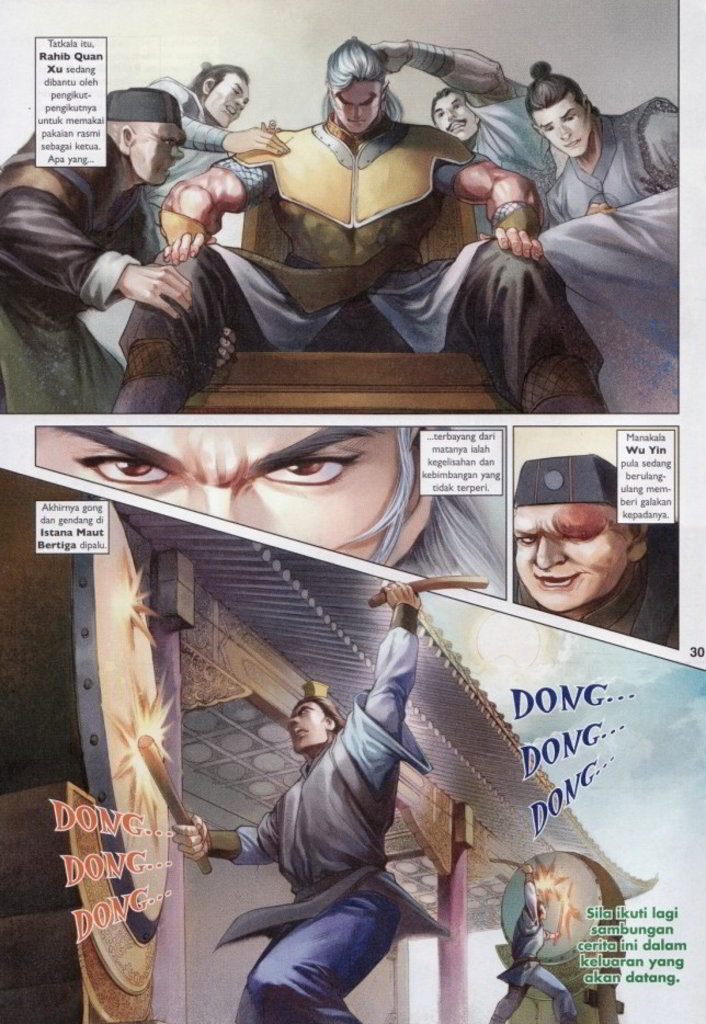 Tatkala itu,
Rahib Quan
Xu sedang
dibantu oleh
pengikut-
pengikutnya
untuk memakai
pakaian rasmi
sebagai ketua.
Apa yang...
...terbayang dari
matanya ialah
kegelisahan dan
kebimbangan yang
tidak terperi.
Manakala
Wu Yin
pula sedang
berulang-
ulang mem-
beri galakan
kepadanya.
Akhirnya gong
dan gendang di
Istana Maut
Bertiga dipalu.
30
DONG...
DONG...
DONG...
DONG...
DONG...
DONG...
Sila ikuti lagi
sambungan
cerita ini dalam
keluaran yang
akan datang.